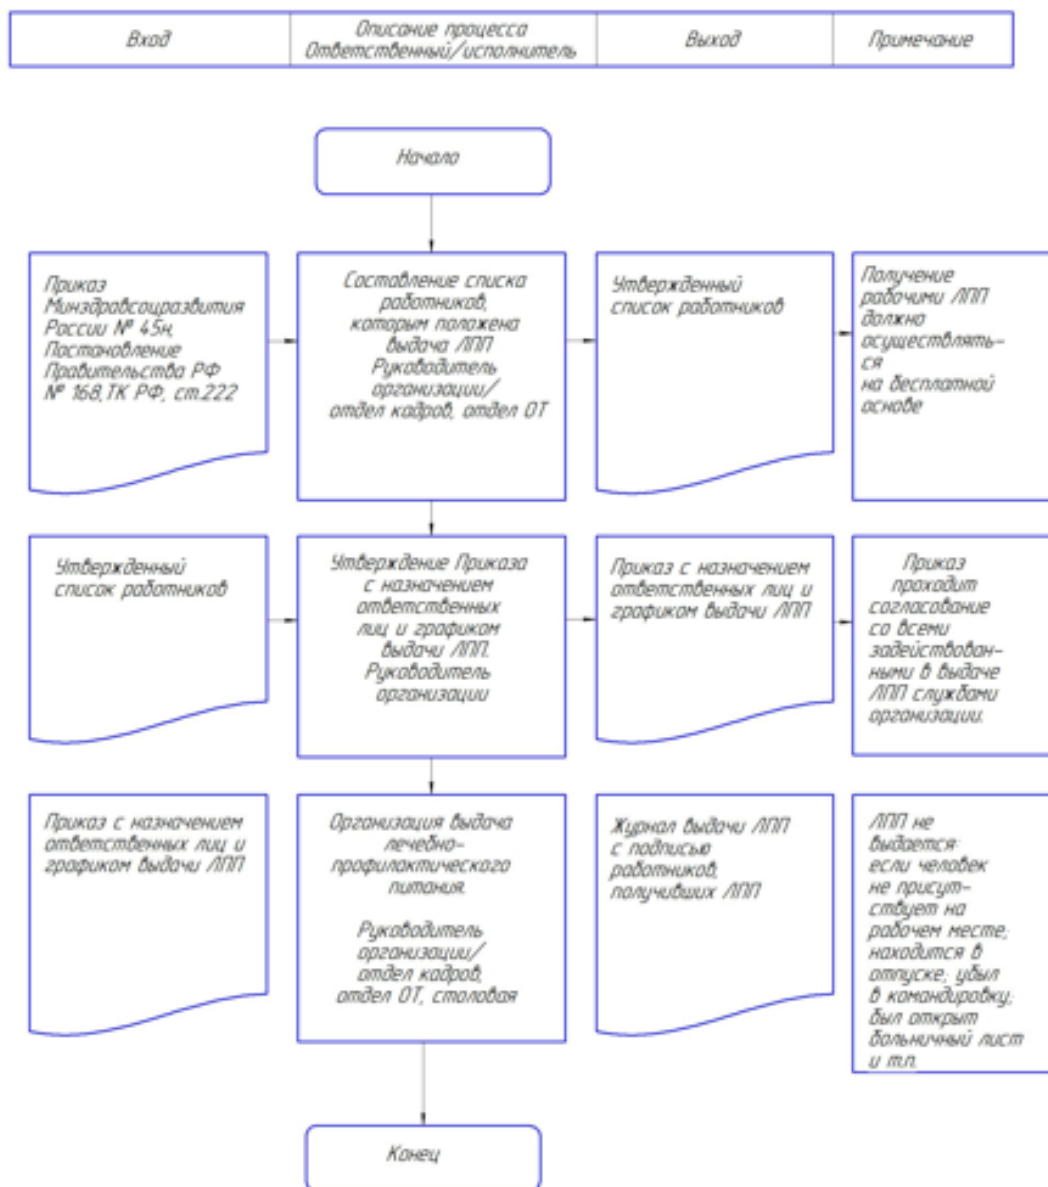 Вход
Описание процесса
Ответственный/исполнитель
Выход
Примечание
Начало
Приказ
Минздравсоцразвития
России № 45н,
Постановление
Правительства РФ
№ 168, ТК РФ, ст.222
Составление списка
работников,
которым положена
выдача ЛПП
Руководитель
организации/
отдел кадров, отдел ОТ
Утвержденный
список работников
Получение
рабочими ЛПП
должно
осуществлять-
ся
на бесплатной
основе
Утвержденный
список работников
Утверждение Приказа
с назначением
ответственных
лиц и графиком
выдачи ЛПП.
Руководитель
организации
Приказ с назначением
ответственных лиц и
графиком выдачи ЛПП
Приказ
проходит
согласование
со всеми
задействован-
ными в выдаче
ЛПП службами
организации.
Приказ с назначением
ответственных лиц и
графиком выдачи ЛПП
Организация выдача
лечебно-
профилактического
питания.
Руководитель
организации/
отдел кадров,
отдел ОТ, столовая
Журнал выдачи ЛПП
с подписью
работников,
получивших ЛПП
ЛПП не
выдается:
если человек
не присут-
ствует на
рабочем месте;
находится в
отпуске; убыл
в командировку;
был открыт
больничный лист
и т.п.
Конец